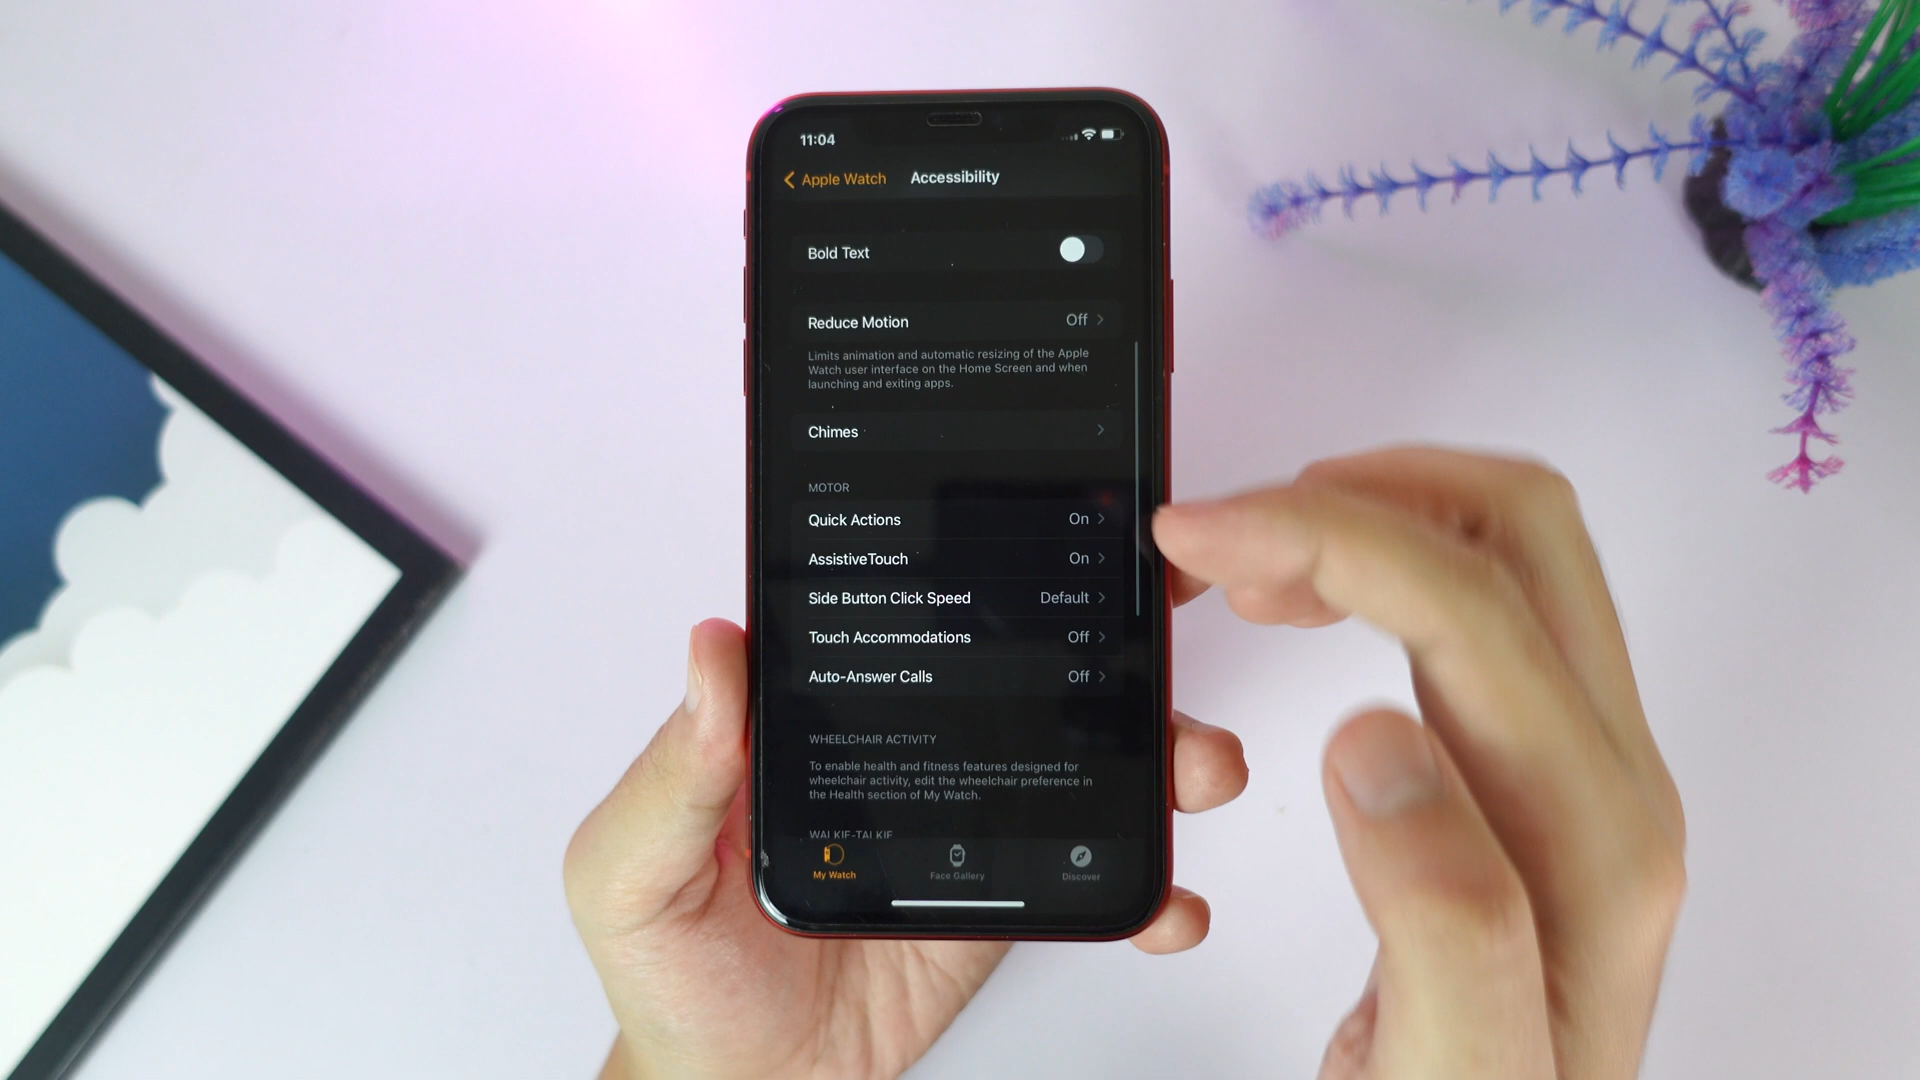 11:04
Apple Watch Accessibility
Bold Text
Reduce Motion Off
Limits animation and automatic resizing of the Apple
Watch user interface on the Home Screen and when
launching and exiting apps.
Chimes
MOTOR
Quick Actions On
AssistiveTouch On
Side Button Click Speed Default
Touch Accommodations Off
Auto-Answer Calls Off
WHEELCHAIR ACTIVITY
To enable health and fitness features designed for
wheelchair activity, edit the wheelchair preference in
the Health section of My Watch.
WALKIE-TALKIE
My Watch Face Gallery Discover